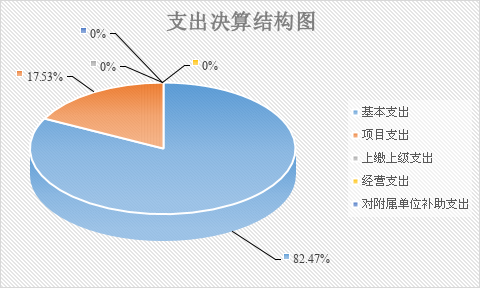 支出决算结构图
0%
0%
0%
17.53%
82.47%
基本支出
项目支出
上缴上级支出
经营支出
对附属单位补助支出